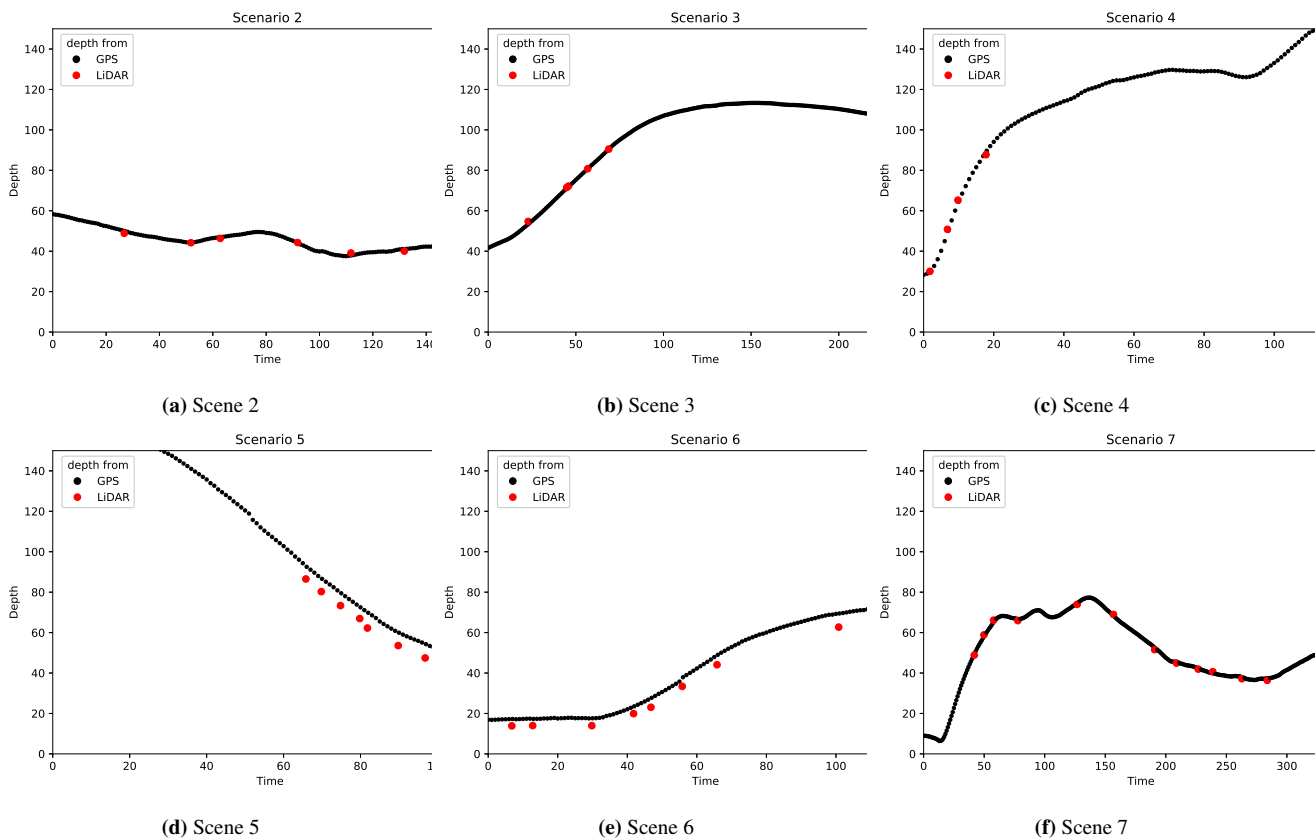 Scenario 2
depth from
GPS
LiDAR
Depth
140
120
100
80
60
40
20
0
0 20 40 60 80 100 120 140
Time
(a) Scene 2
Scenario 3
depth from
GPS
LiDAR
Depth
140
120
100
80
60
40
20
0
0 50 100 150 200
Time
(b) Scene 3
Scenario 4
depth from
GPS
LiDAR
Depth
140
120
100
80
60
40
20
0
0 20 40 60 80 100
Time
(c) Scene 4
Scenario 5
depth from
GPS
LiDAR
Depth
140
120
100
80
60
40
20
0
0 20 40 60 80
Time
(d) Scene 5
Scenario 6
depth from
GPS
LiDAR
Depth
140
120
100
80
60
40
20
0
0 20 40 60 80 100
Time
(e) Scene 6
Scenario 7
depth from
GPS
LiDAR
Depth
140
120
100
80
60
40
20
0
0 50 100 150 200 250 300
Time
(f) Scene 7